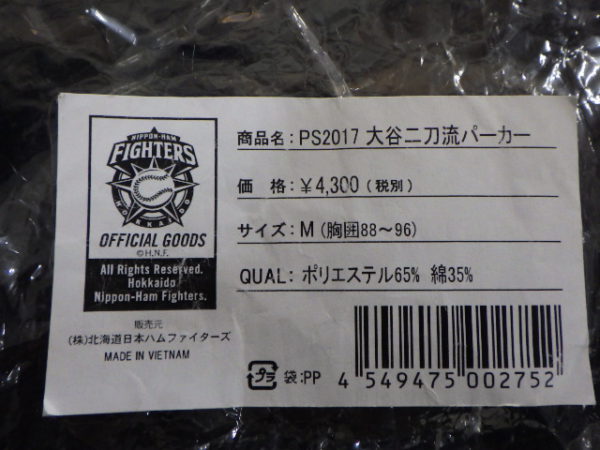 NIPPON-HAM
FIGHTERS
HOKKAIDO
OFFICIAL GOODS
©H.N.F.
All Rights Reserved.
Hokkaido
Nippon-Ham Fighters.
販売元
(株)北海道日本ハムファイターズ
MADE IN VIETNAM
商品名:PS2017 大谷二刀流パーカー
価 格:¥4,300(税別)
サイズ:M(胸囲88〜96)
QUAL:ポリエステル65% 綿35%
プラ 袋:PP
4 549475 002752